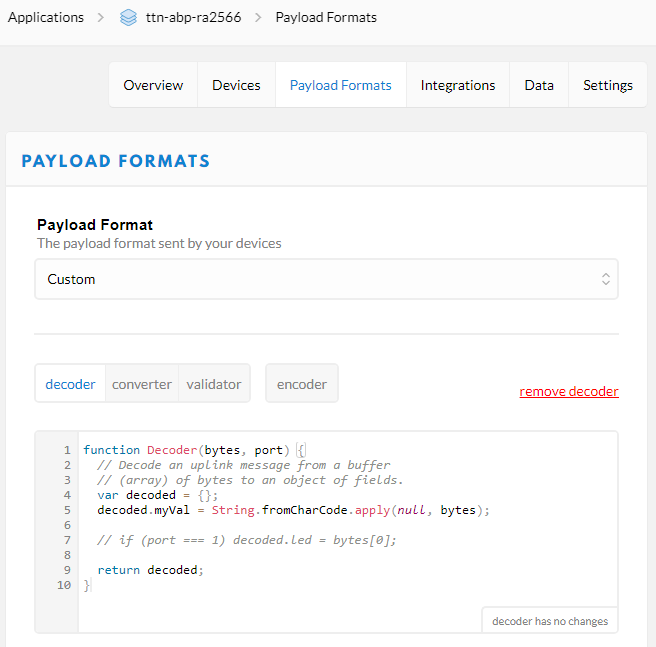 Applications > ttn-abp-ra2566 > Payload Formats
Overview Devices Payload Formats Integrations Data Settings
PAYLOAD FORMATS
Payload Format
The payload format sent by your devices
Custom
decoder converter validator encoder
remove decoder
1 function Decoder(bytes, port) {
2   // Decode an uplink message from a buffer
3   // (array) of bytes to an object of fields.
4   var decoded = {};
5   decoded.myVal = String.fromCharCode.apply(null, bytes);
6
7   // if (port === 1) decoded.led = bytes[0];
8
9   return decoded;
10 }
decoder has no changes